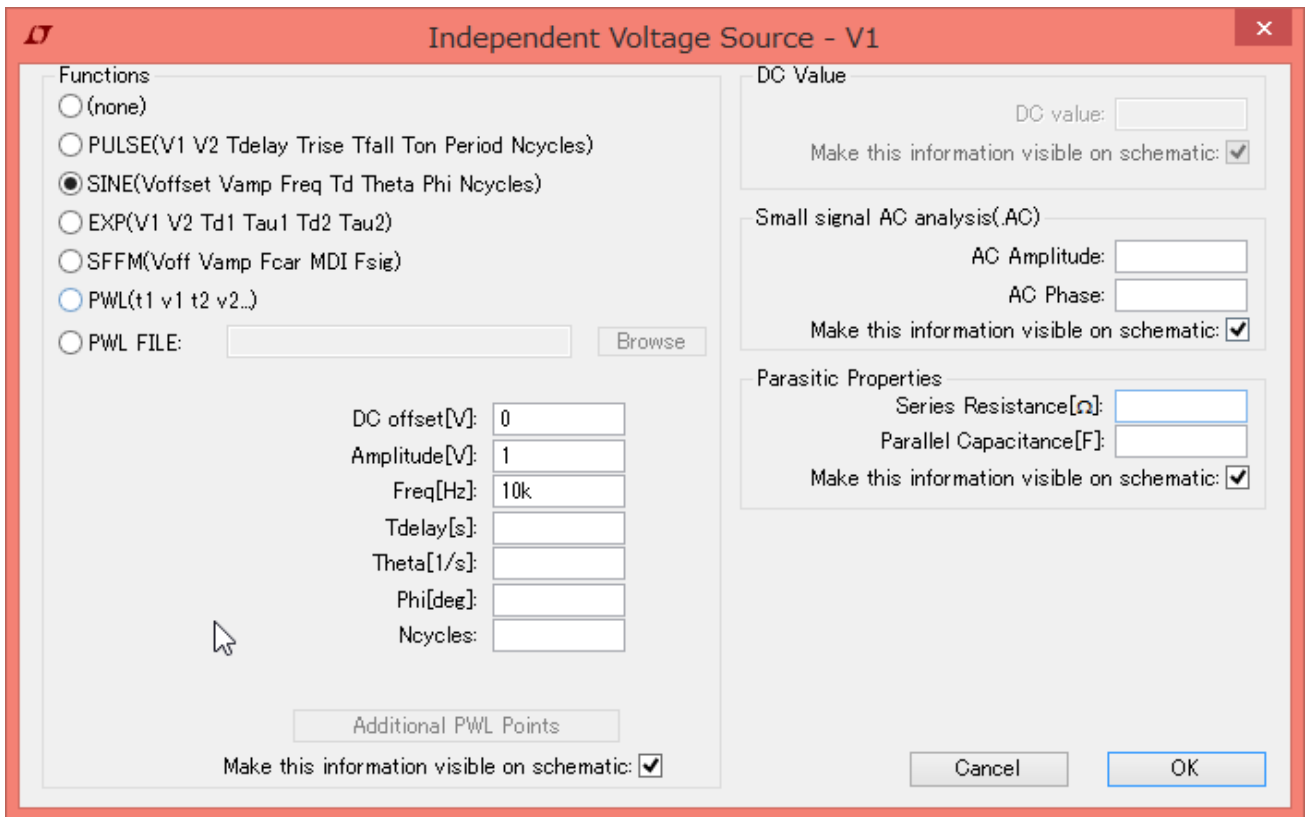 Independent Voltage Source - V1
Functions
(none)
PULSE(V1 V2 Tdelay Trise Tfall Ton Period Ncycles)
SINE(Voffset Vamp Freq Td Theta Phi Ncycles)
EXP(V1 V2 Td1 Tau1 Td2 Tau2)
SFFM(Voff Vamp Fcar MDI Fsig)
PWL(t1 v1 t2 v2...)
PWL FILE:
Browse
DC offset[V]: 0
Amplitude[V]: 1
Freq[Hz]: 10k
Tdelay[s]:
Theta[1/s]:
Phi[deg]:
Ncycles:
Additional PWL Points
Make this information visible on schematic:
DC Value
DC value:
Make this information visible on schematic:
Small signal AC analysis(.AC)
AC Amplitude:
AC Phase:
Make this information visible on schematic:
Parasitic Properties
Series Resistance[Ω]:
Parallel Capacitance[F]:
Make this information visible on schematic:
Cancel
OK